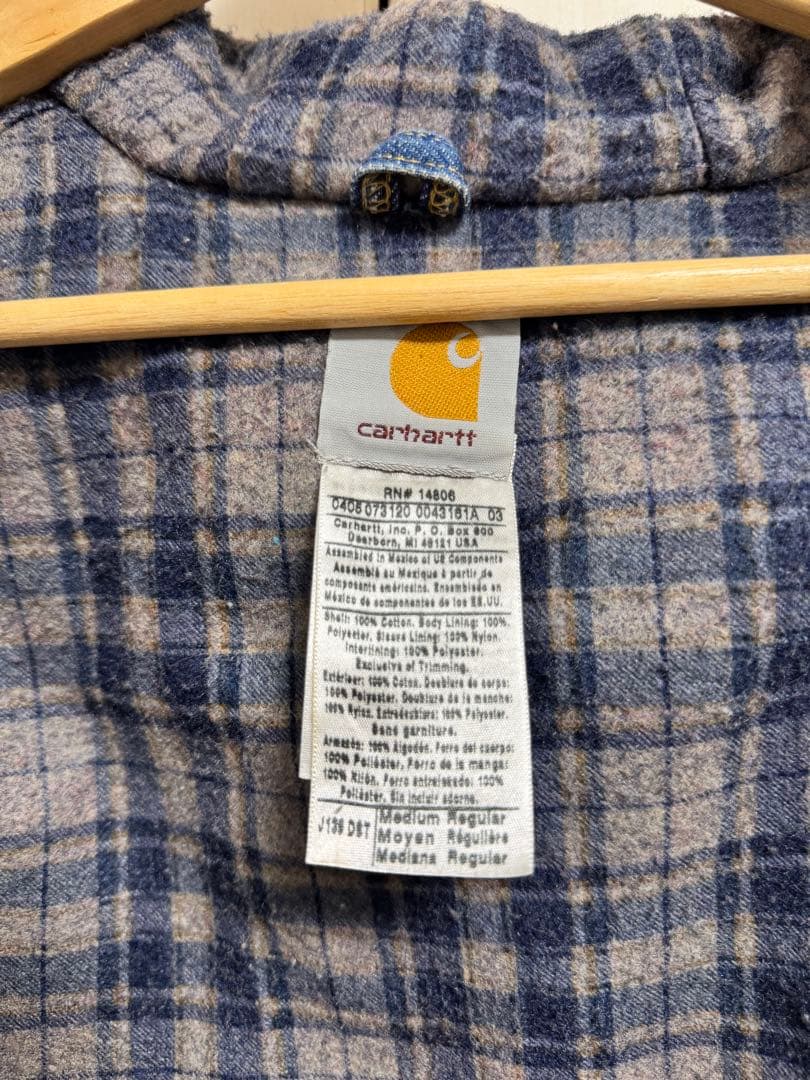 carhartt
RN# 14806
0405 073120 0043161A 03
Carhartt, Inc. P. O. Box 600
Dearborn, MI 48121 USA
Assembled in Mexico of US Components
Assemblé au Mexique à partir de
composants américains. Ensamblado en
México de componentes de los EE.UU.
Shell: 100% Cotton. Body Lining: 100%
Polyester. Sleeve Lining: 100% Nylon.
Interlining: 100% Polyester.
Exclusive of Trimming.
Extérieur: 100% Coton. Doublure de corps:
100% Polyester. Doublure de la manche:
100% Nylon. Entredoublure: 100% Polyester.
Sans garniture.
Armazón: 100% Algodón. Forro del cuerpo:
100% Poliéster. Forro de la manga:
100% Nilón. Forro entrelazado: 100%
Poliéster. Sin incluir adorno.
J139 DST
Medium Regular
Moyen Régulière
Mediana Regular